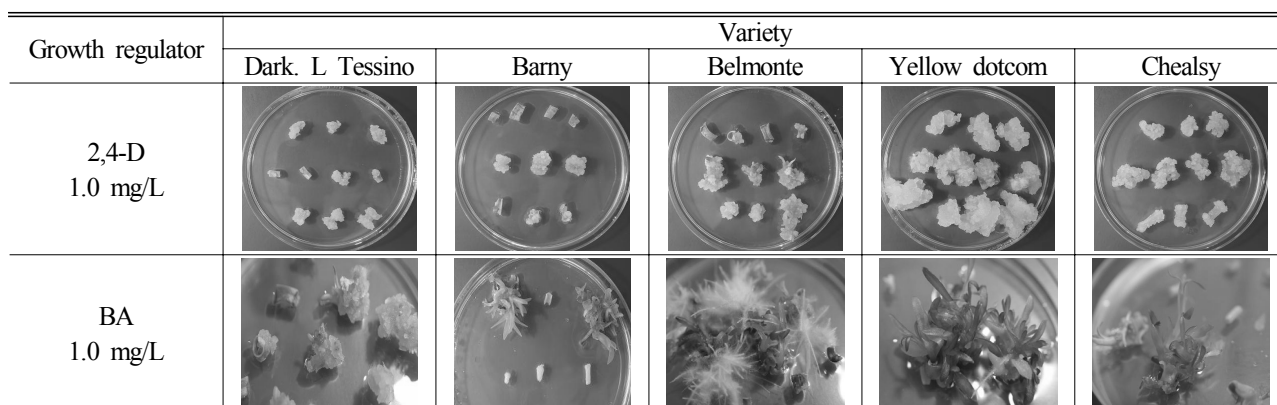 Growth regulator
Variety
Dark. L Tessino Barny Belmonte Yellow dotcom Chealsy
2,4-D
1.0 mg/L
BA
1.0 mg/L